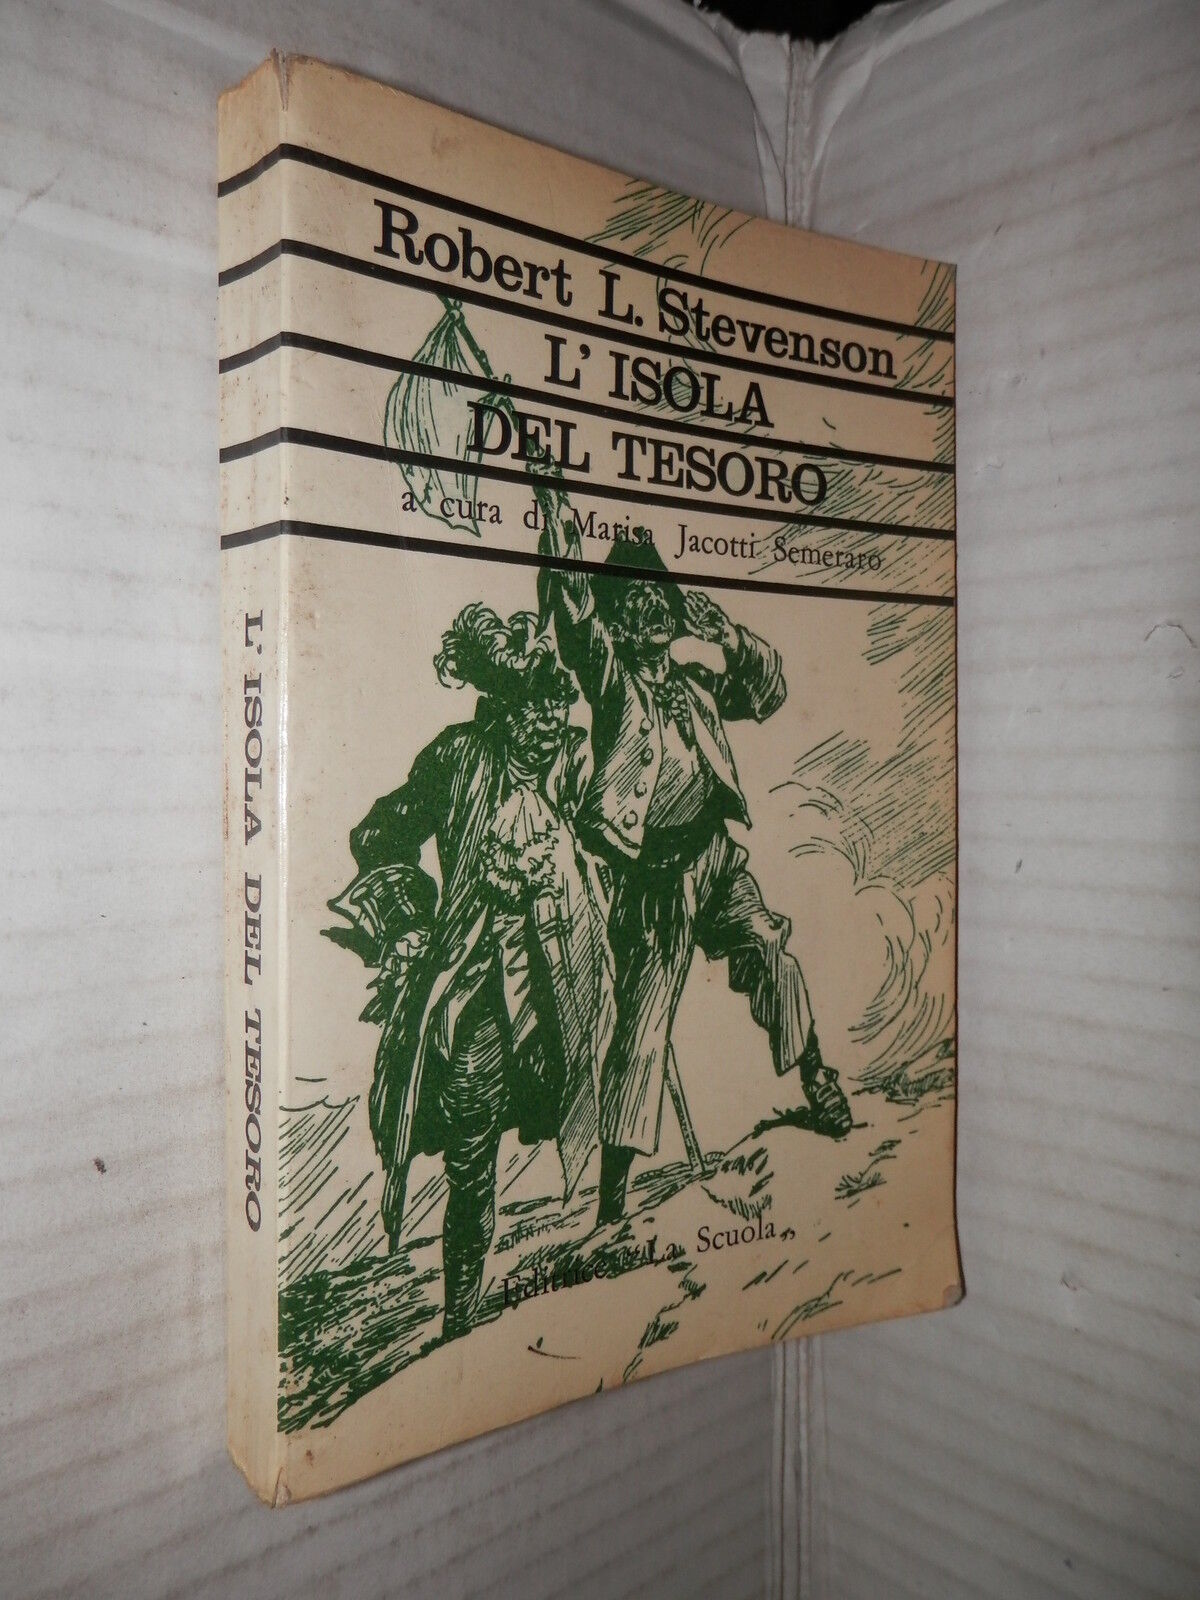 Robert L. Stevenson
L' ISOLA
DEL TESORO
a cura di Marisa Jacotti Semeraro
Editrice "La Scuola„
L' ISOLA DEL TESORO